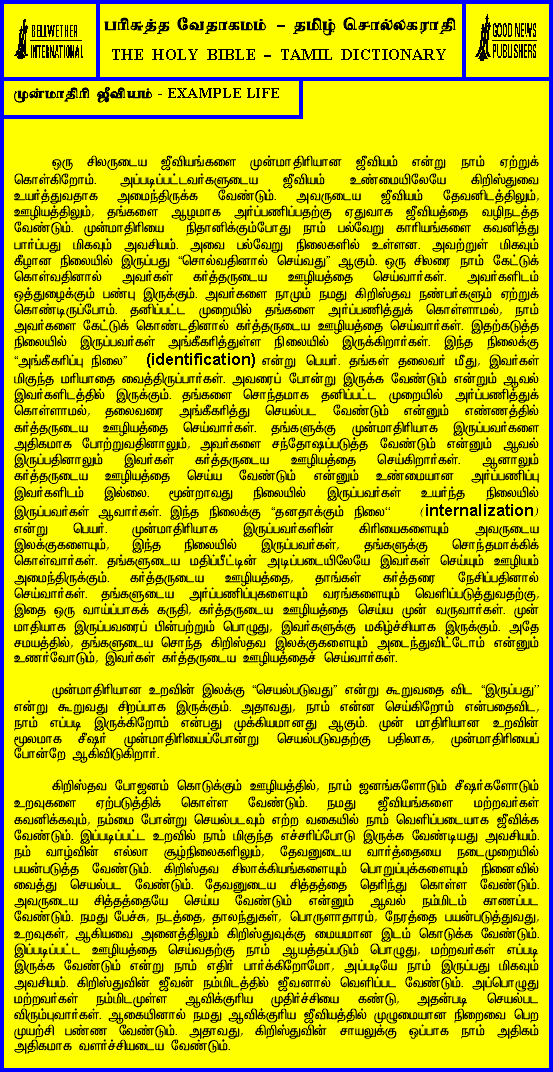 BELLWETHER
INTERNATIONAL
பரிசுத்த வேதாகமம் – தமிழ் சொல்லகராதி
THE HOLY BIBLE – TAMIL DICTIONARY
GOOD NEWS
PUBLISHERS
முன்மாதிரி ஜீவியம் - EXAMPLE LIFE
ஒரு சிலருடைய ஜீவியங்களை முன்மாதிரியான ஜீவியம் என்று நாம் ஏற்றுக்
கொள்கிறோம். அப்படிப்பட்டவர்களுடைய ஜீவியம் உண்மையிலேயே கிறிஸ்துவை
உயர்த்துவதாக அமைந்திருக்க வேண்டும். அவருடைய ஜீவியம் தேவனிடத்திலும்,
ஊழியத்திலும், தங்களை ஆழமாக அர்ப்பணிப்பதற்கு ஏதுவாக ஜீவியத்தை வழிநடத்த
வேண்டும். முன்மாதிரியை நிதானிக்கும்போது நாம் பல்வேறு காரியங்களை கவனித்து
பார்ப்பது மிகவும் அவசியம். அவை பல்வேறு நிலைகளில் உள்ளன. அவற்றுள் மிகவும்
கீழான நிலையில் இருப்பது “சொல்வதினால் செய்வது” ஆகும். ஒரு சிலரை நாம் கேட்டுக்
கொள்வதினால் அவர்கள் கர்த்தருடைய ஊழியத்தை செய்வார்கள். அவர்களிடம்
ஒத்துழைக்கும் பண்பு இருக்கும். அவர்களை நாமும் நமது கிறிஸ்தவ நண்பர்களும் ஏற்றுக்
கொண்டிருப்போம். தனிப்பட்ட முறையில் தங்களை அர்ப்பணித்துக் கொள்ளாமல், நாம்
அவர்களை கேட்டுக் கொண்டதினால் கர்த்தருடைய ஊழியத்தை செய்வார்கள். இதற்கடுத்த
நிலையில் இருப்பவர்கள் அங்கீகரித்துள்ள நிலையில் இருக்கிறார்கள். இந்த நிலைக்கு
“அங்கீகரிப்பு நிலை” (identification) என்று பெயர். தங்கள் தலைவர் மீது, இவர்கள்
மிகுந்த மரியாதை வைத்திருப்பார்கள். அவரைப் போன்று இருக்க வேண்டும் என்றும் ஆவல்
இவர்களிடத்தில் இருக்கும். தங்களை சொந்தமாக தனிப்பட்ட முறையில் அர்ப்பணித்துக்
கொள்ளாமல், தலைவரை அங்கீகரித்து செயல்பட வேண்டும் என்னும் எண்ணத்தில்
கர்த்தருடைய ஊழியத்தை செய்வார்கள். தங்களுக்கு முன்மாதிரியாக இருப்பவர்களை
அதிகமாக போற்றுவதினாலும், அவர்களை சந்தோஷப்படுத்த வேண்டும் என்னும் ஆவல்
இருப்பதினாலும் இவர்கள் கர்த்தருடைய ஊழியத்தை செய்கிறார்கள். ஆனாலும்
கர்த்தருடைய ஊழியத்தை செய்ய வேண்டும் என்னும் உண்மையான அர்ப்பணிப்பு
இவர்களிடம் இல்லை. மூன்றாவது நிலையில் இருப்பவர்கள் உயர்ந்த நிலையில்
இருப்பவர்கள் ஆவார்கள். இந்த நிலைக்கு “தனதாக்கும் நிலை“ (internalization)
என்று பெயர். முன்மாதிரியாக இருப்பவர்களின் கிரியைகளையும் அவருடைய
இலக்குகளையும், இந்த நிலையில் இருப்பவர்கள், தங்களுக்கு சொந்தமாக்கிக்
கொள்வார்கள். தங்களுடைய மதிப்பீட்டின் அடிப்படையிலேயே இவர்கள் செய்யும் ஊழியம்
அமைந்திருக்கும். கர்த்தருடைய ஊழியத்தை, தாங்கள் கர்த்தரை நேசிப்பதினால்
செய்வார்கள். தங்களுடைய அர்ப்பணிப்புகளையும் வரங்களையும் வெளிப்படுத்துவதற்கு,
இதை ஒரு வாய்ப்பாகக் கருதி, கர்த்தருடைய ஊழியத்தை செய்ய முன் வருவார்கள். முன்
மாதியாக இருப்பவரைப் பின்பற்றும் பொழுது, இவர்களுக்கு மகிழ்ச்சியாக இருக்கும். அதே
சமயத்தில், தங்களுடைய சொந்த கிறிஸ்தவ இலக்குகளையும் அடைந்துவிட்டோம் என்னும்
உணர்வோடும், இவர்கள் கர்த்தருடைய ஊழியத்தைச் செய்வார்கள்.
முன்மாதிரியான உறவின் இலக்கு “செயல்படுவது” என்று கூறுவதை விட “இருப்பது”
என்று கூறுவது சிறப்பாக இருக்கும். அதாவது, நாம் என்ன செய்கிறோம் என்பதைவிட,
நாம் எப்படி இருக்கிறோம் என்பது முக்கியமானது ஆகும். முன் மாதிரியான உறவின்
மூலமாக சீஷர் முன்மாதிரியைப்போன்று செயல்படுவதற்கு பதிலாக, முன்மாதிரியைப்
போன்றே ஆகிவிடுகிறார்.
கிறிஸ்தவ போஜனம் கொடுக்கும் ஊழியத்தில், நாம் ஜனங்களோடும் சீஷர்களோடும்
உறவுகளை ஏற்படுத்திக் கொள்ள வேண்டும். நமது ஜீவியங்களை மற்றவர்கள்
கவனிக்கவும், நம்மை போன்று செயல்படவும் எற்ற வகையில் நாம் வெளிப்படையாக ஜீவிக்க
வேண்டும். இப்படிப்பட்ட உறவில் நாம் மிகுந்த எச்சரிப்போடு இருக்க வேண்டியது அவசியம்.
நம் வாழ்வின் எல்லா சூழ்நிலைகளிலும், தேவனுடைய வார்த்தையை நடைமுறையில்
பயன்படுத்த வேண்டும். கிறிஸ்தவ சிலாக்கியங்களையும் பொறுப்புக்களையும் நினைவில்
வைத்து செயல்பட வேண்டும். தேவனுடைய சித்தத்தை தெரிந்து கொள்ள வேண்டும்.
அவருடைய சித்தத்தையே செய்ய வேண்டும் என்னும் ஆவல் நம்மிடம் காணப்பட
வேண்டும். நமது பேச்சு, நடத்தை, தாலந்துகள், பொருளாதாரம், நேரத்தை பயன்படுத்துவது,
உறவுகள், ஆகியவை அனைத்திலும் கிறிஸ்துவுக்கு மையமான இடம் கொடுக்க வேண்டும்.
இப்படிப்பட்ட ஊழியத்தை செய்வதற்கு நாம் ஆயத்தப்படும் பொழுது, மற்றவர்கள் எப்படி
இருக்க வேண்டும் என்று நாம் எதிர் பார்க்கிறோமோ, அப்படியே நாம் இருப்பது மிகவும்
அவசியம். கிறிஸ்துவின் ஜீவன் நம்மிடத்தில் ஜீவனால் வெளிப்பட வேண்டும். அப்பொழுது
மற்றவர்கள் நம்மிடமுள்ள ஆவிக்குரிய முதிர்ச்சியை கண்டு, அதன்படி செயல்பட
விரும்புவார்கள். ஆகையினால் நமது ஆவிக்குரிய ஜீவியத்தில் முழுமையான நிறைவை பெற
முயற்சி பண்ண வேண்டும். அதாவது, கிறிஸ்துவின் சாயலுக்கு ஒப்பாக நாம் அதிகம்
அதிகமாக வளர்ச்சியடைய வேண்டும்.